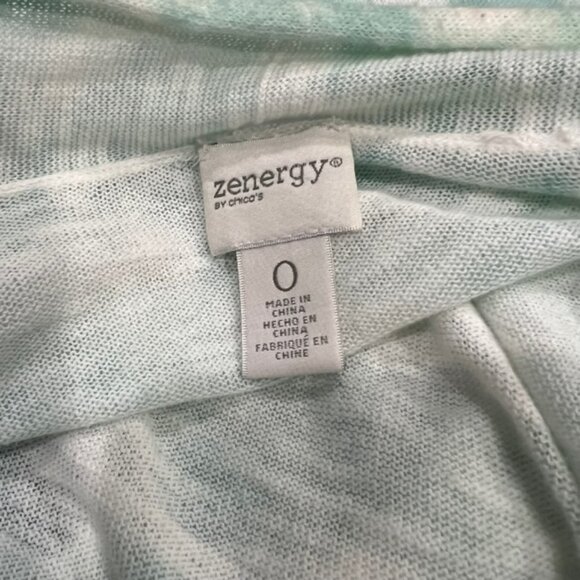 zenergy®
BY CHICO'S
0
MADE IN
CHINA
HECHO EN
CHINA
FABRIQUÉ EN
CHINE